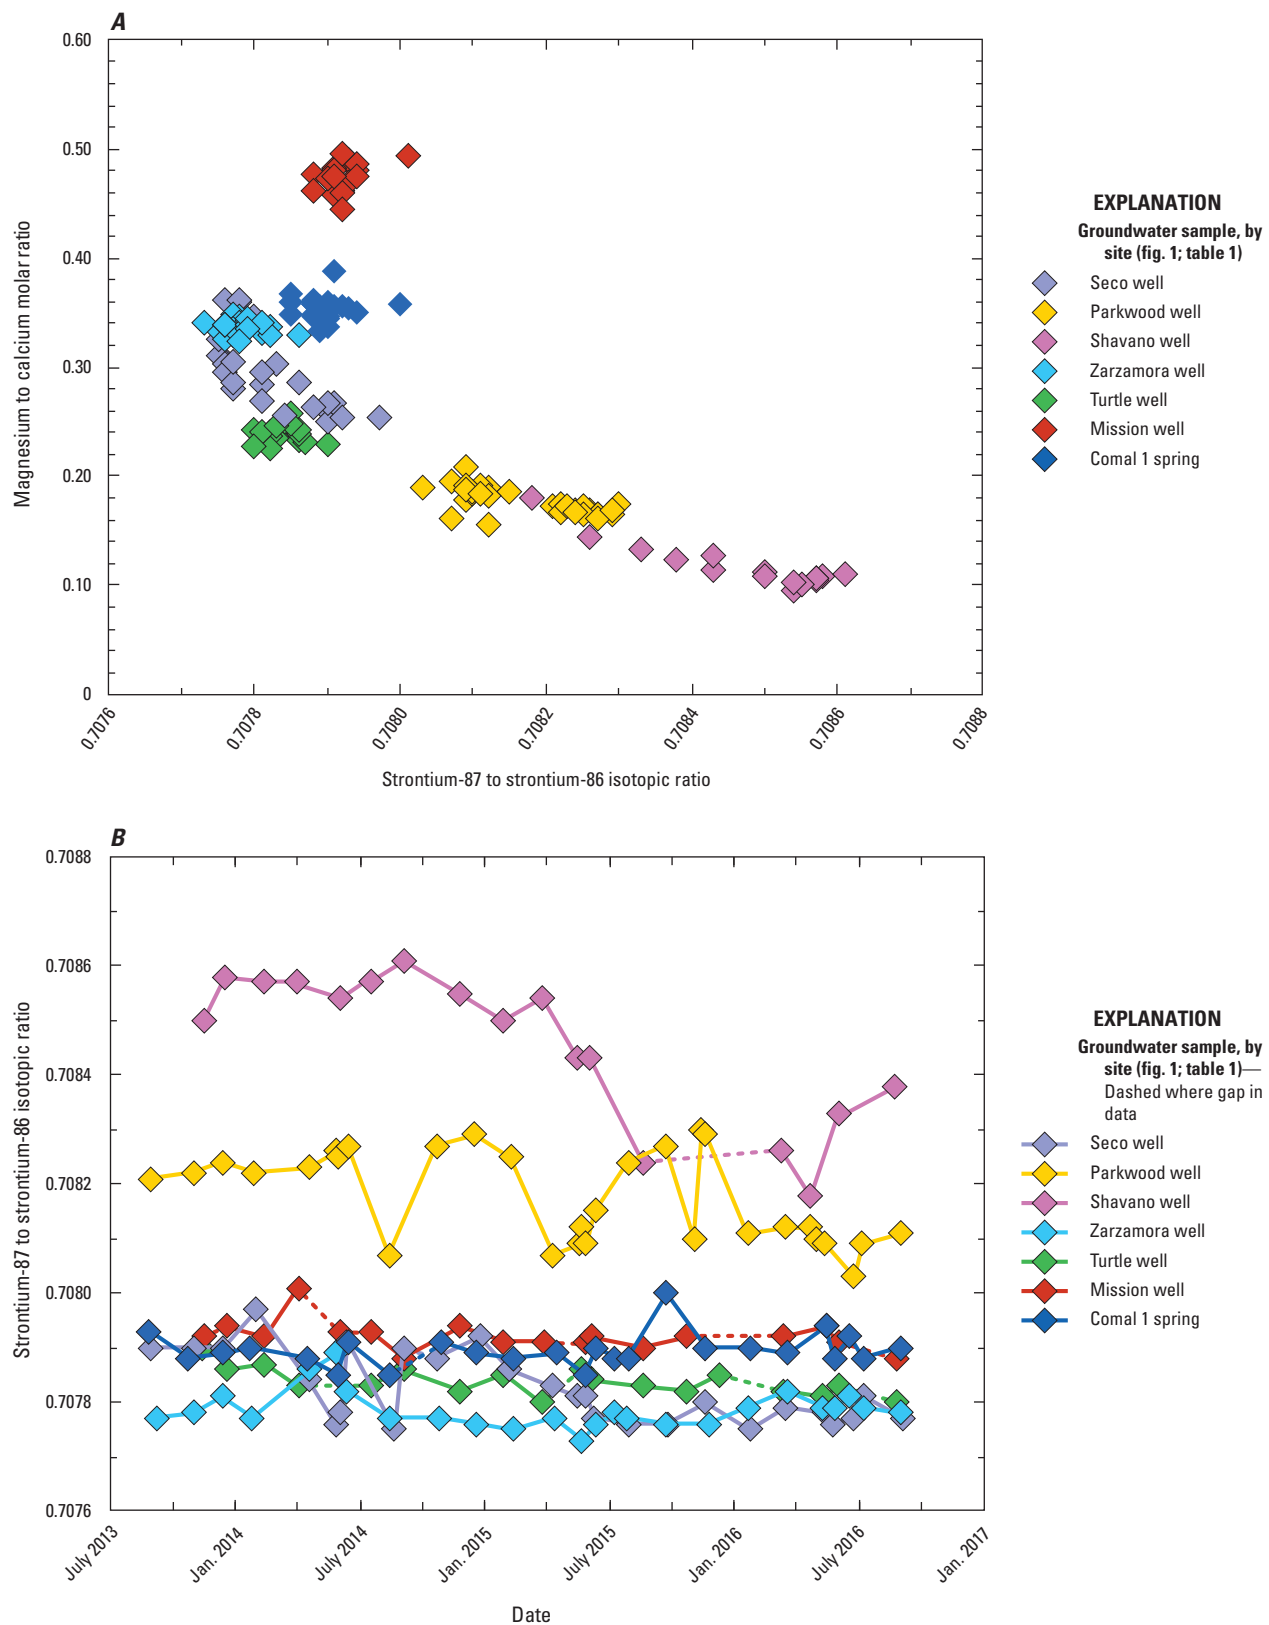 A
0.60
0.50
0.40
0.30
0.20
0.10
0
Magnesium to calcium molar ratio
0.7076
0.7078
0.7080
0.7082
0.7084
0.7086
0.7088
Strontium-87 to strontium-86 isotopic ratio
EXPLANATION
Groundwater sample, by
site (fig. 1; table 1)
Seco well
Parkwood well
Shavano well
Zarzamora well
Turtle well
Mission well
Comal 1 spring
B
0.7088
0.7086
0.7084
0.7082
0.7080
0.7078
0.7076
Strontium-87 to strontium-86 isotopic ratio
July 2013
Jan. 2014
July 2014
Jan. 2015
July 2015
Jan. 2016
July 2016
Jan. 2017
Date
EXPLANATION
Groundwater sample, by
site (fig. 1; table 1)—
Dashed where gap in
data
Seco well
Parkwood well
Shavano well
Zarzamora well
Turtle well
Mission well
Comal 1 spring